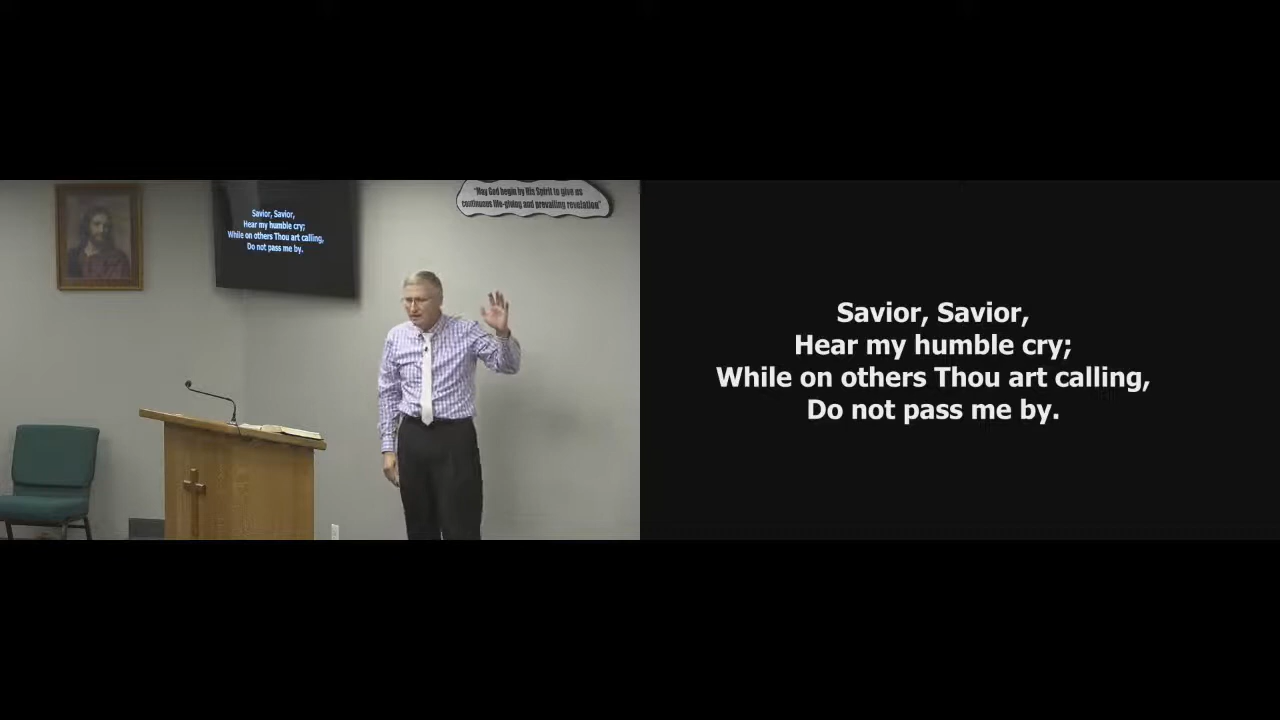 Savior, Savior,
Hear my humble cry;
While on others Thou art calling,
Do not pass me by.
"May God begin by His Spirit to give us
continuous life-giving and prevailing revelation"
Savior, Savior,
Hear my humble cry;
While on others Thou art calling,
Do not pass me by.